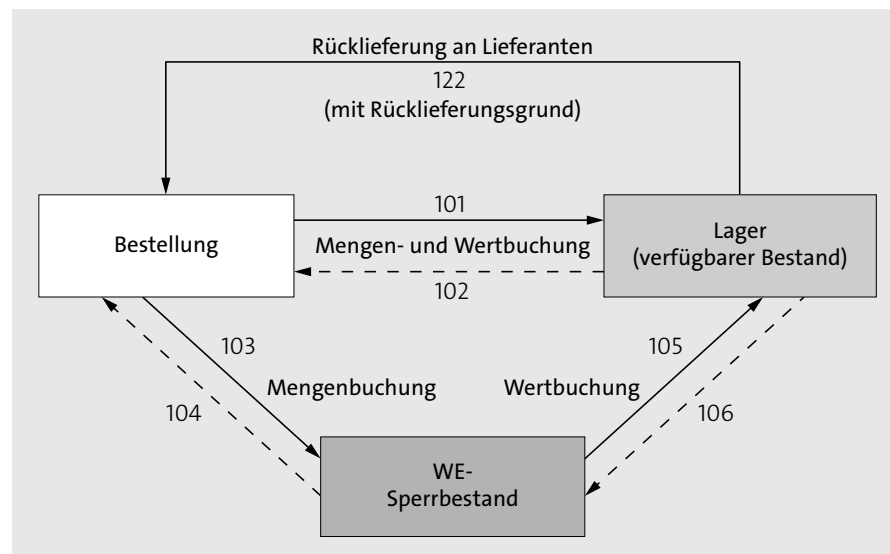 Rücklieferung an Lieferanten
122
(mit Rücklieferungsgrund)
Bestellung
101
Mengen- und Wertbuchung
102
Lager
(verfügbarer Bestand)
103
Mengenbuchung
104
Wertbuchung
105
106
WE-
Sperrbestand